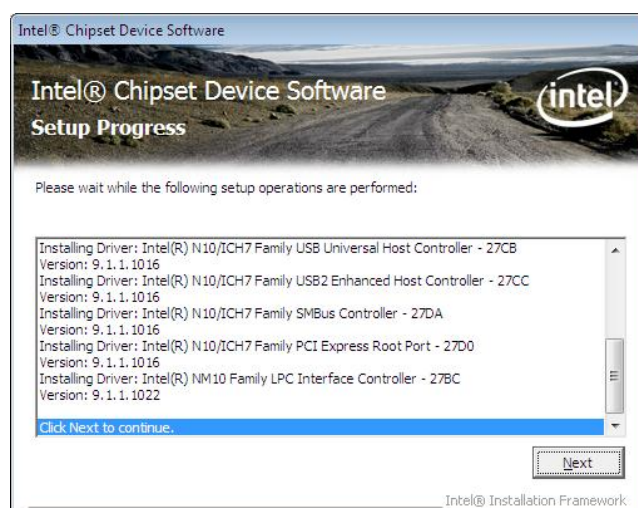 Intel® Chipset Device Software
Intel® Chipset Device Software
intel
Setup Progress
Please wait while the following setup operations are performed:
Installing Driver: Intel(R) N10/ICH7 Family USB Universal Host Controller - 27CB
Version: 9.1.1.1016
Installing Driver: Intel(R) N10/ICH7 Family USB2 Enhanced Host Controller - 27CC
Version: 9.1.1.1016
Installing Driver: Intel(R) N10/ICH7 Family SMBus Controller - 27DA
Version: 9.1.1.1016
Installing Driver: Intel(R) N10/ICH7 Family PCI Express Root Port - 27D0
Version: 9.1.1.1016
Installing Driver: Intel(R) NM10 Family LPC Interface Controller - 27BC
Version: 9.1.1.1022
Click Next to continue.
Next
Intel® Installation Framework